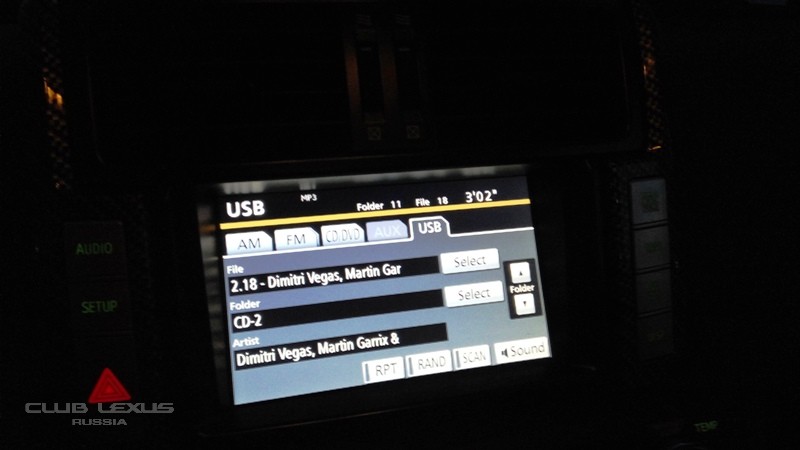 USB MP3 Folder 11 File 18 3'02"
AM FM CD DVD AUX USB
File
2.18 - Dimitri Vegas, Martin Gar Select
Folder
CD-2 Select Folder
Artist
Dimitri Vegas, Martin Garrix &
RPT RAND SCAN Sound
AUDIO
SETUP
CLUB LEXUS
RUSSIA
TEMP